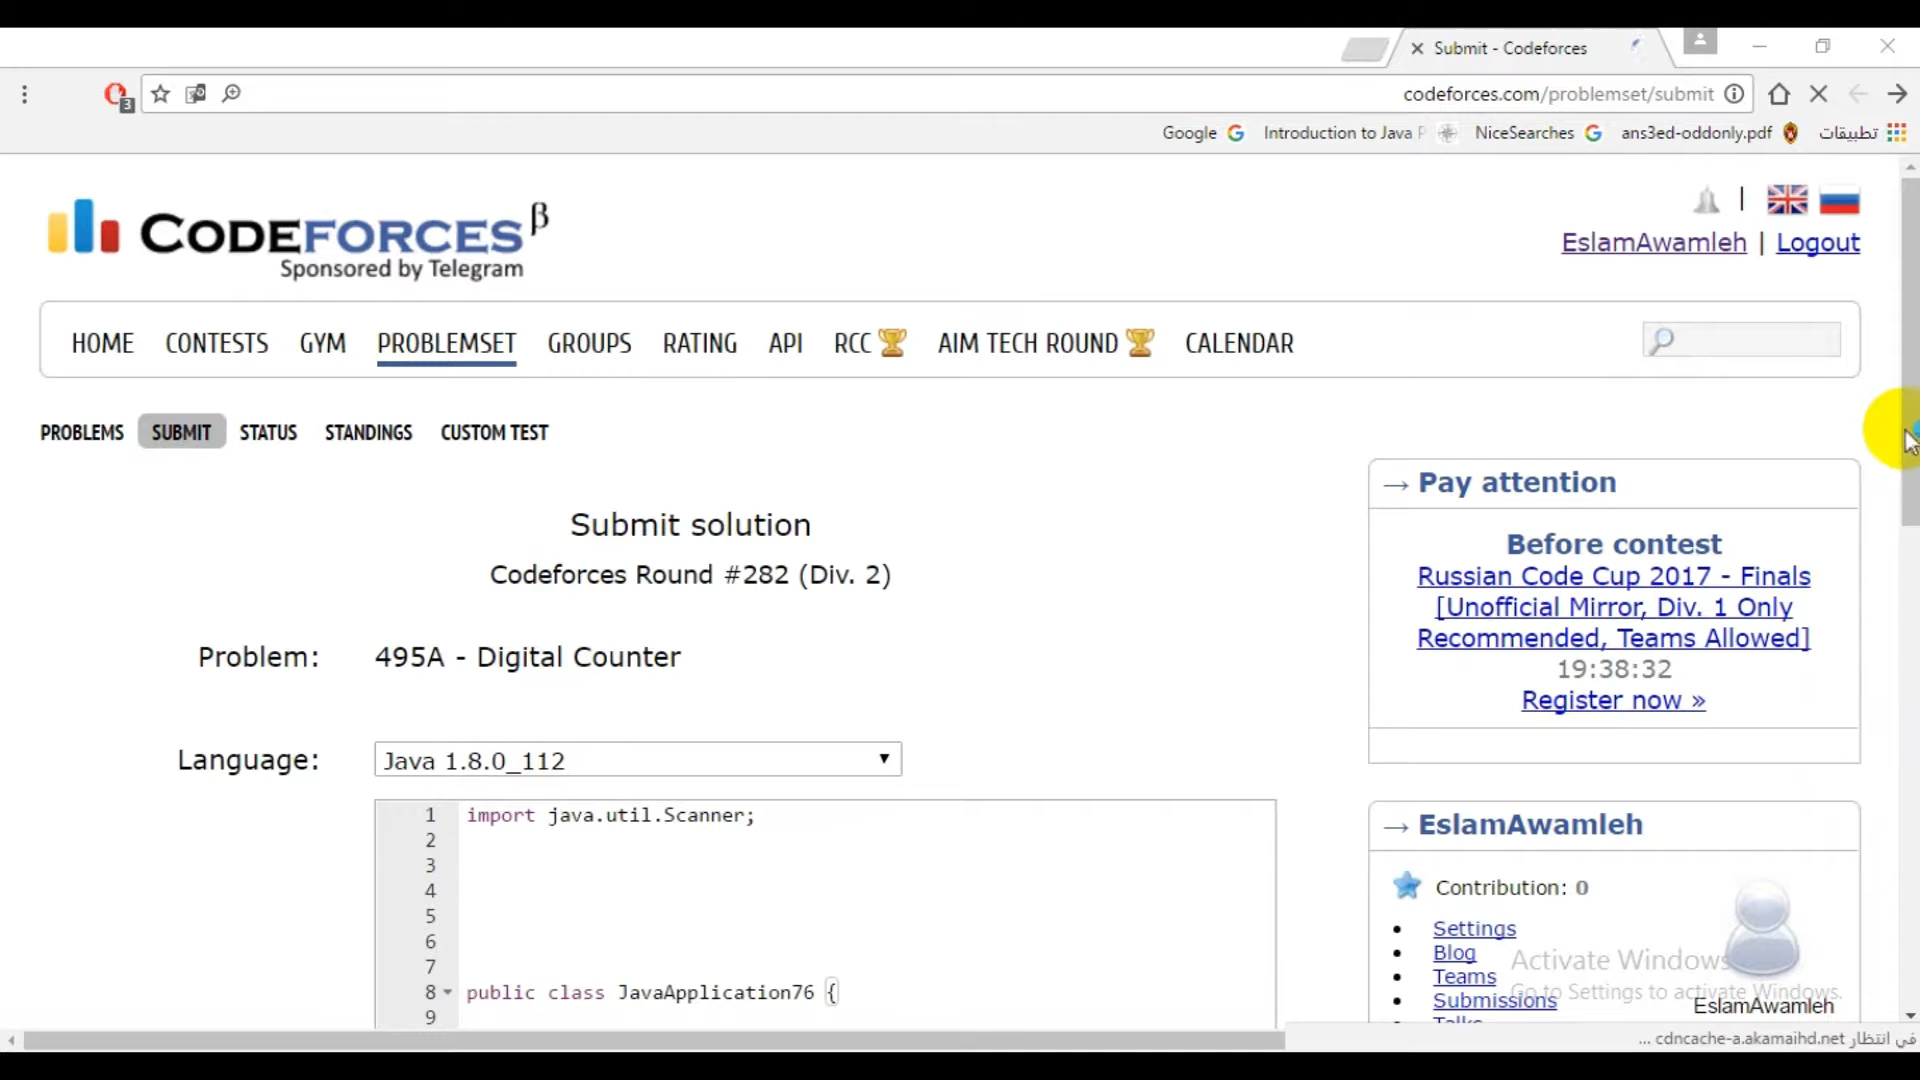 Submit - Codeforces
3
codeforces.com/problemset/submit
Google
Introduction to Java P
NiceSearches
ans3ed-oddonly.pdf
تطبيقات
CODEFORCES β
Sponsored by Telegram
EslamAwamleh | Logout
HOME CONTESTS GYM PROBLEMSET GROUPS RATING API RCC AIM TECH ROUND CALENDAR
PROBLEMS SUBMIT STATUS STANDINGS CUSTOM TEST
Submit solution
Codeforces Round #282 (Div. 2)
Problem: 495A - Digital Counter
Language: Java 1.8.0_112
1 import java.util.Scanner;
2
3
4
5
6
7
8 public class JavaApplication76 {
9
→ Pay attention
Before contest
Russian Code Cup 2017 - Finals
[Unofficial Mirror, Div. 1 Only
Recommended, Teams Allowed]
19:38:32
Register now »
→ EslamAwamleh
Contribution: 0
Settings
Blog
Teams
Submissions
Talks
EslamAwamleh
Activate Windows
Go to Settings to activate Windows.
في انتظار cdncache-a.akamaihd.net ...